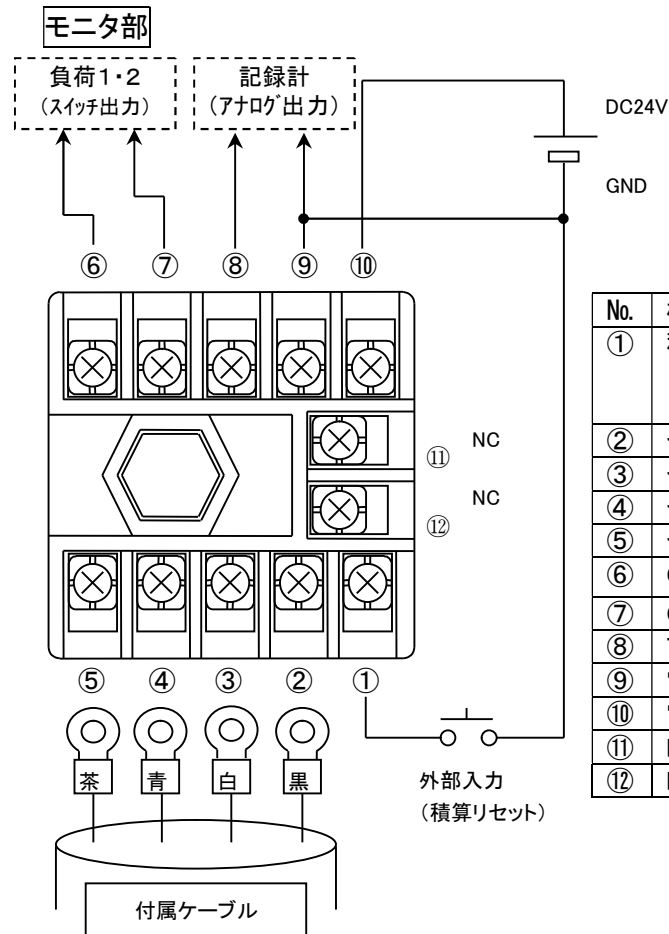 モニタ部
負荷1・2
（スイッチ出力）
記録計
（アナログ出力）
DC24V
GND
⑥ ⑦ ⑧ ⑨ ⑩
⑪ NC
⑫ NC
⑤ ④ ③ ② ①
茶 青 白 黒
外部入力
（積算リセット）
付属ケーブル
No.
①
②
③
④
⑤
⑥
⑦
⑧
⑨
⑩
⑪
⑫